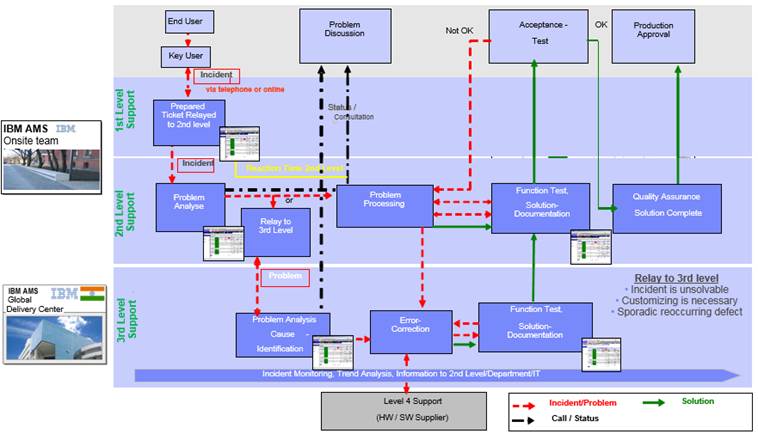 End User
Key User
Incident
via telephone or online
Problem
Discussion
Not OK
Acceptance -
Test
OK
Production
Approval
1st Level
Support
Prepared
Ticket Relayed
to 2nd level
Status /
Consultation
IBM AMS IBM
Onsite team
Incident
Reaction Time 2nd Level
2nd Level
Support
Problem
Analyse
or
Relay to
3rd Level
Problem
Processing
Function Test,
Solution-
Documentation
Quality Assurance
Solution Complete
IBM AMS IBM
Global
Delivery Center
3rd Level
Support
Problem
Problem Analysis
Cause -
Identification
Error-
Correction
Function Test,
Solution-
Documentation
Relay to 3rd level
• Incident is unsolvable
• Customizing is necessary
• Sporadic reoccurring defect
Incident Monitoring, Trend Analysis, Information to 2nd Level/Department/IT
Level 4 Support
(HW / SW Supplier)
Incident/Problem
Solution
Call / Status